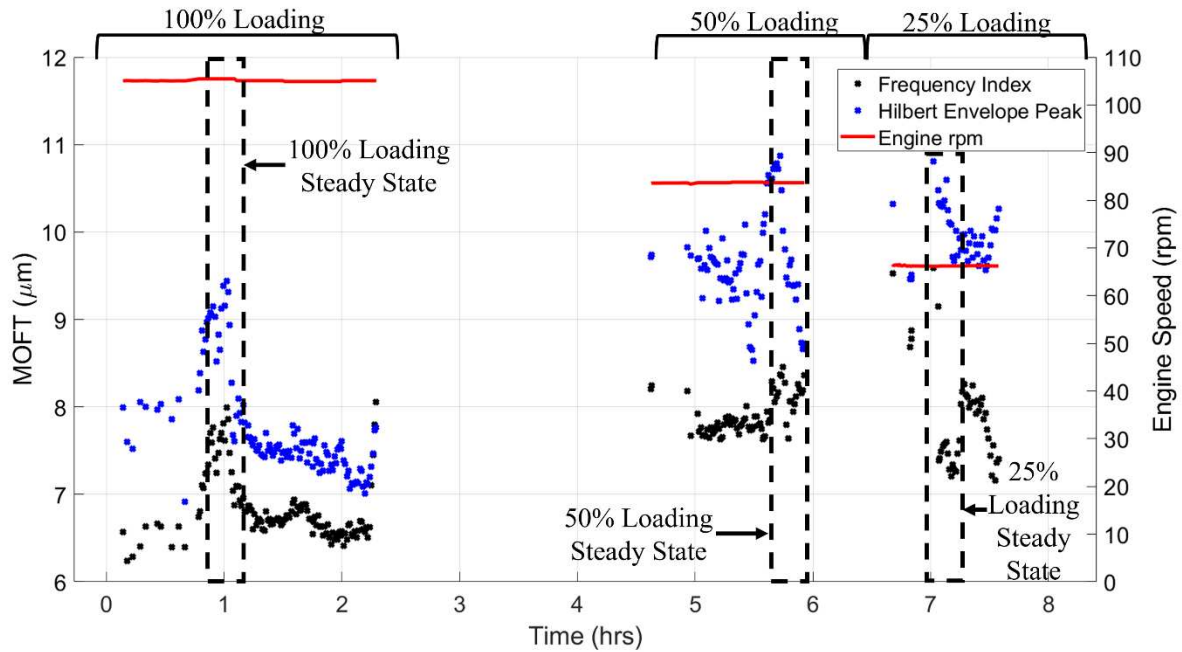 100% Loading
50% Loading
25% Loading
12
11
10
9
8
7
6
MOFT (μm)
110
100
90
80
70
60
50
40
30
20
10
0
Engine Speed (rpm)
Frequency Index
Hilbert Envelope Peak
Engine rpm
100% Loading
Steady State
50% Loading
Steady State
25%
Loading
Steady
State
0 1 2 3 4 5 6 7 8
Time (hrs)